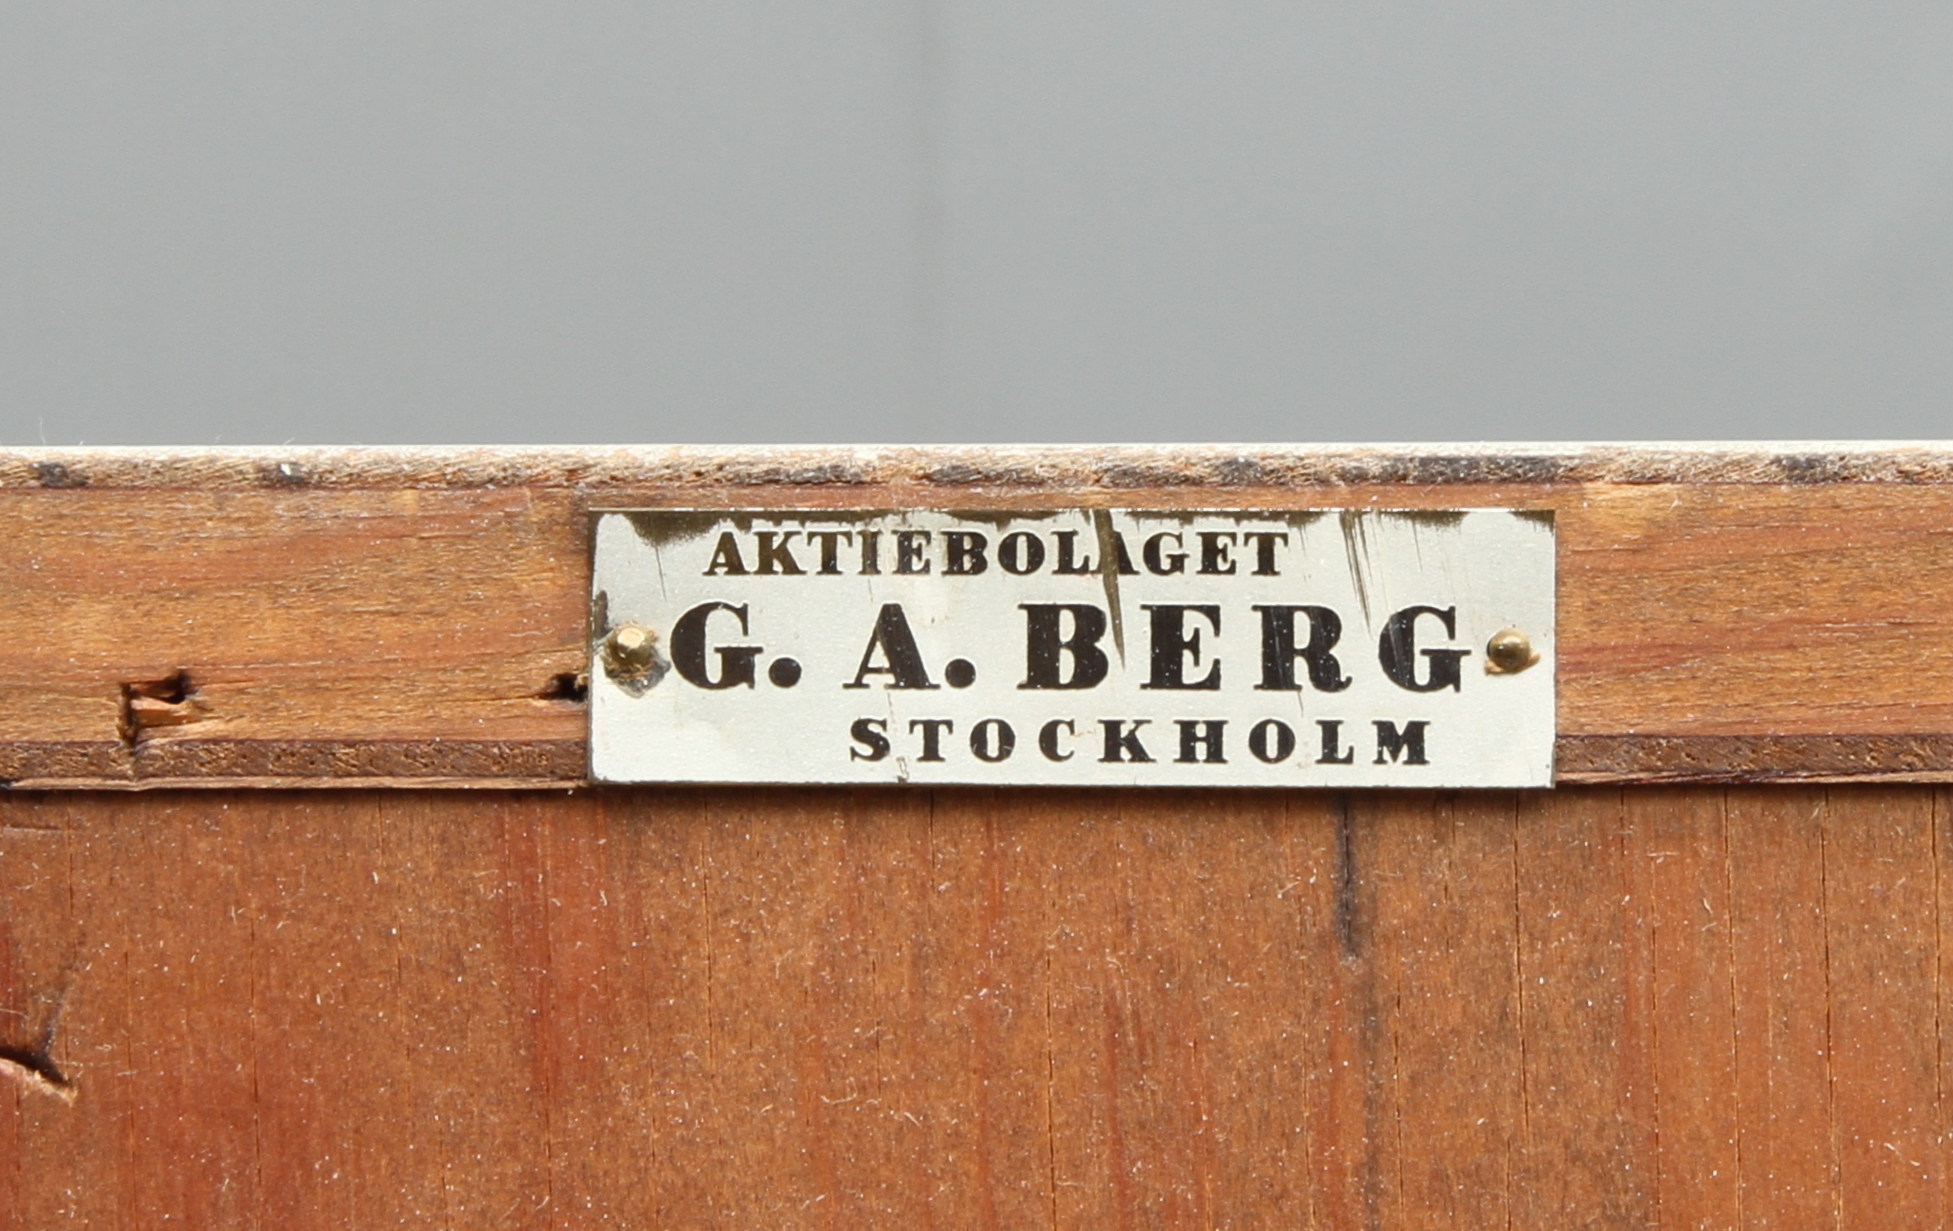 AKTIEBOLAGET
G. A. BERG
STOCKHOLM